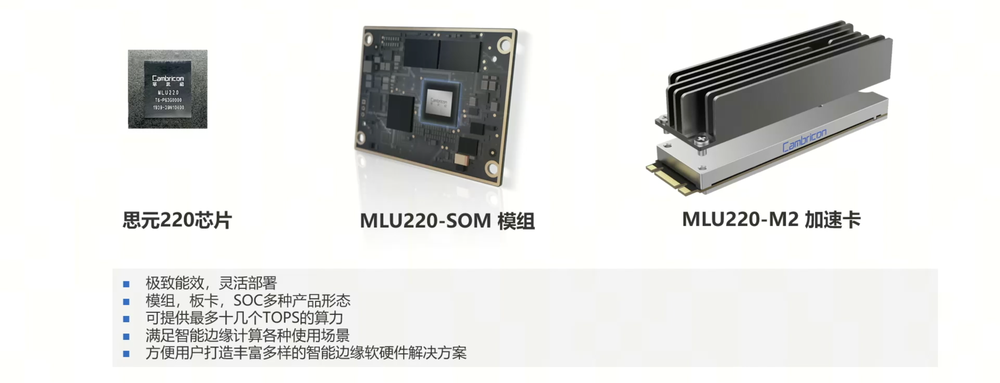 Cambricon
寒武纪
MLU220
T6-P63G0000
1939-39N10400
Cambricon
寒武纪
Cambricon
思元220芯片
MLU220-SOM 模组
MLU220-M2 加速卡
极致能效，灵活部署
模组，板卡，SOC多种产品形态
可提供最多十几个TOPS的算力
满足智能边缘计算各种使用场景
方便用户打造丰富多样的智能边缘软硬件解决方案